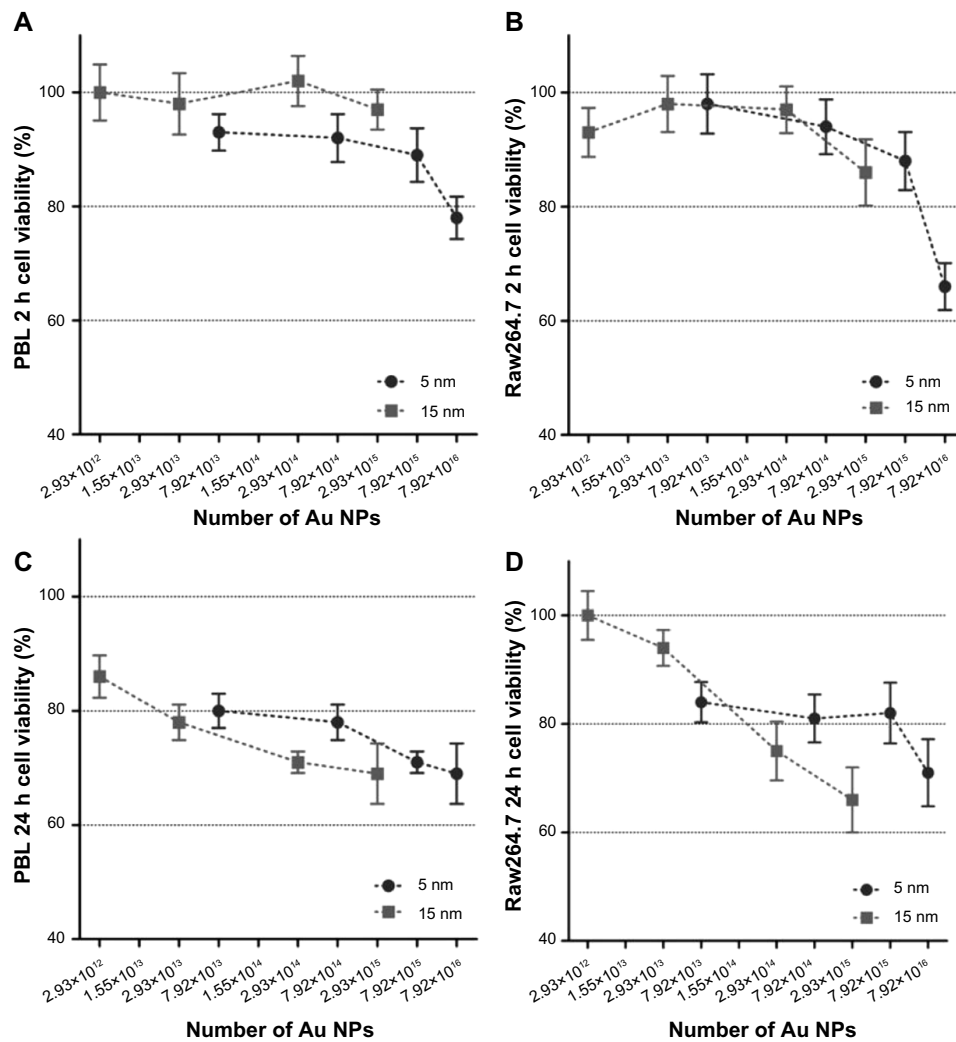 A
PBL 2 h cell viability (%)
100
80
60
40
5 nm
15 nm
2.93×10¹²
1.55×10¹³
2.93×10¹³
7.92×10¹³
1.55×10¹⁴
2.93×10¹⁴
7.92×10¹⁴
2.93×10¹⁵
7.92×10¹⁵
7.92×10¹⁶
Number of Au NPs
B
Raw264.7 2 h cell viability (%)
100
80
60
40
5 nm
15 nm
2.93×10¹²
1.55×10¹³
2.93×10¹³
7.92×10¹³
1.55×10¹⁴
2.93×10¹⁴
7.92×10¹⁴
2.93×10¹⁵
7.92×10¹⁵
7.92×10¹⁶
Number of Au NPs
C
PBL 24 h cell viability (%)
100
80
60
40
5 nm
15 nm
2.93×10¹²
1.55×10¹³
2.93×10¹³
7.92×10¹³
1.55×10¹⁴
2.93×10¹⁴
7.92×10¹⁴
2.93×10¹⁵
7.92×10¹⁵
7.92×10¹⁶
Number of Au NPs
D
Raw264.7 24 h cell viability (%)
100
80
60
40
5 nm
15 nm
2.93×10¹²
1.55×10¹³
2.93×10¹³
7.92×10¹³
1.55×10¹⁴
2.93×10¹⁴
7.92×10¹⁴
2.93×10¹⁵
7.92×10¹⁵
7.92×10¹⁶
Number of Au NPs